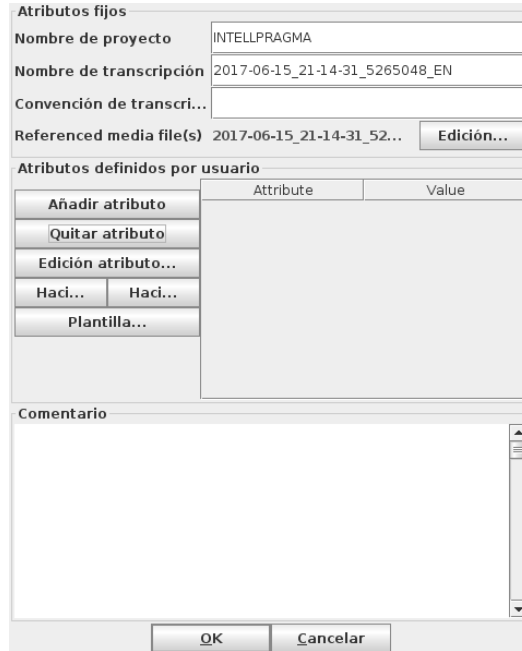 Atributos fijos
Nombre de proyecto INTELLPRAGMA
Nombre de transcripción 2017-06-15_21-14-31_5265048_EN
Convención de transcri...
Referenced media file(s) 2017-06-15_21-14-31_52... Edición...
Atributos definidos por usuario
Attribute Value
Añadir atributo
Quitar atributo
Edición atributo...
Haci... Haci...
Plantilla...
Comentario
OK Cancelar